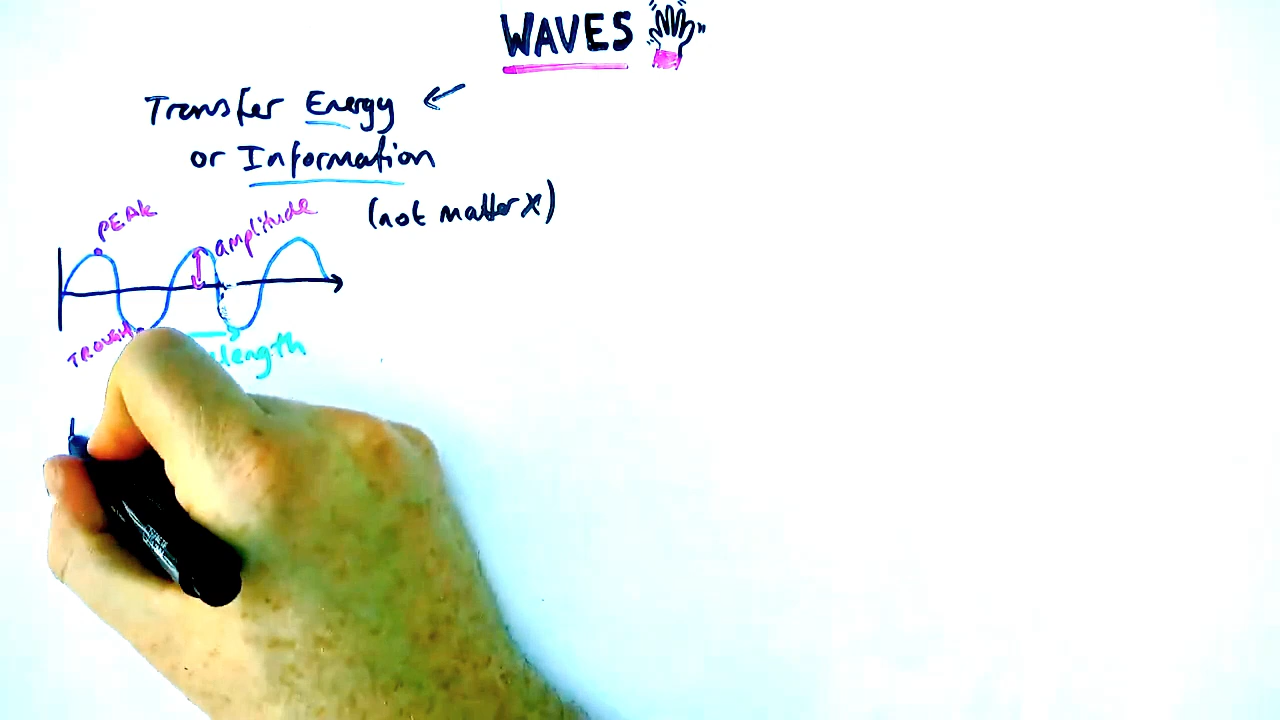 WAVES
Transfer Energy
or Information
(not matter X)
PEAK
amplitude
TROUGH